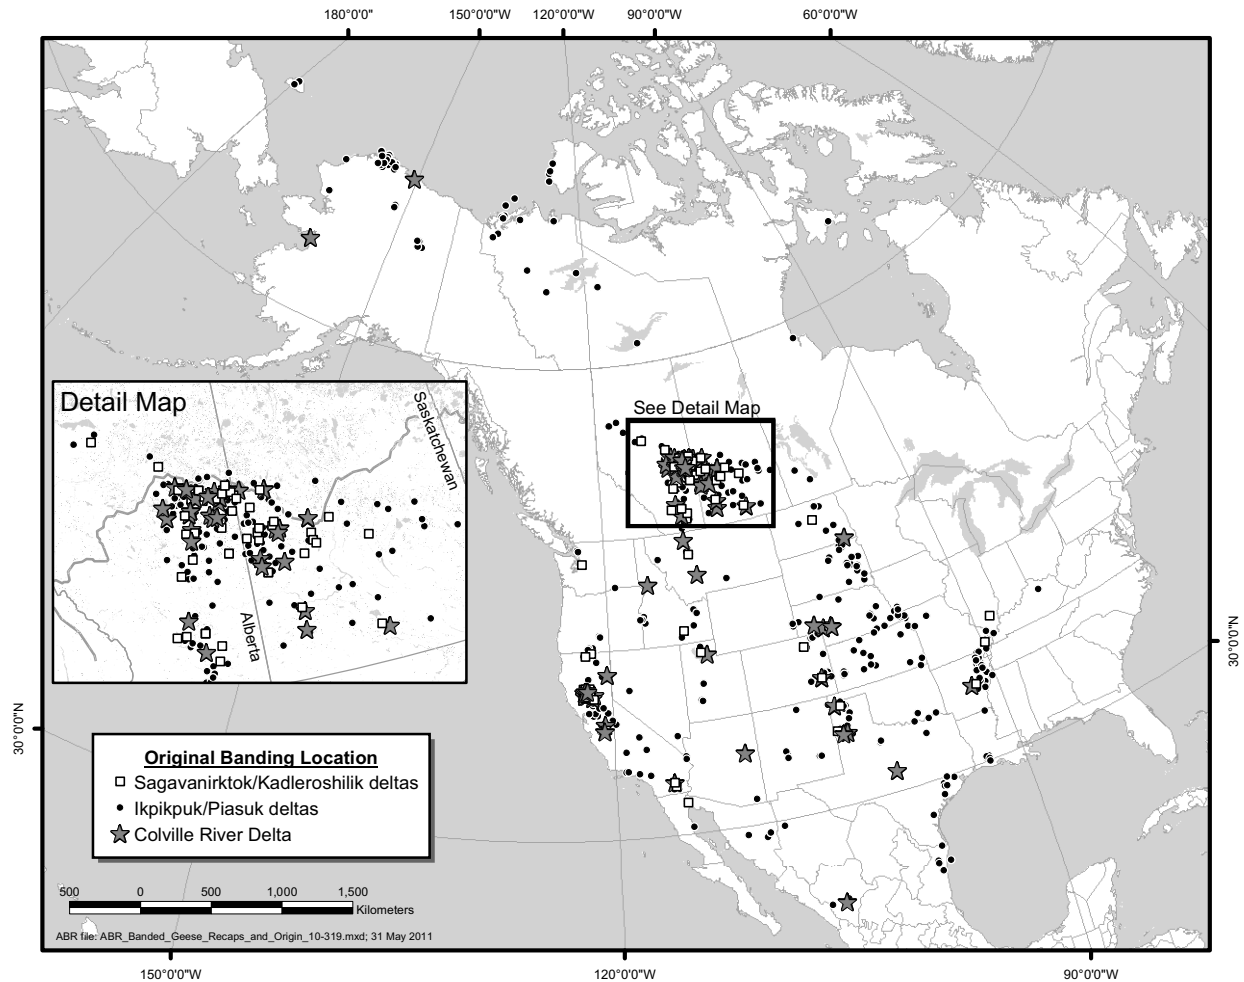 180°0'0" 150°0'0"W 120°0'0"W 90°0'0"W 60°0'0"W
See Detail Map
Detail Map
Saskatchewan
Alberta
30°0'0"N
30°0'0"N
Original Banding Location
Sagavanirktok/Kadleroshilik deltas
Ikpikpuk/Piasuk deltas
Colville River Delta
500 0 500 1,000 1,500
Kilometers
ABR file: ABR_Banded_Geese_Recaps_and_Origin_10-319.mxd; 31 May 2011
150°0'0"W 120°0'0"W 90°0'0"W